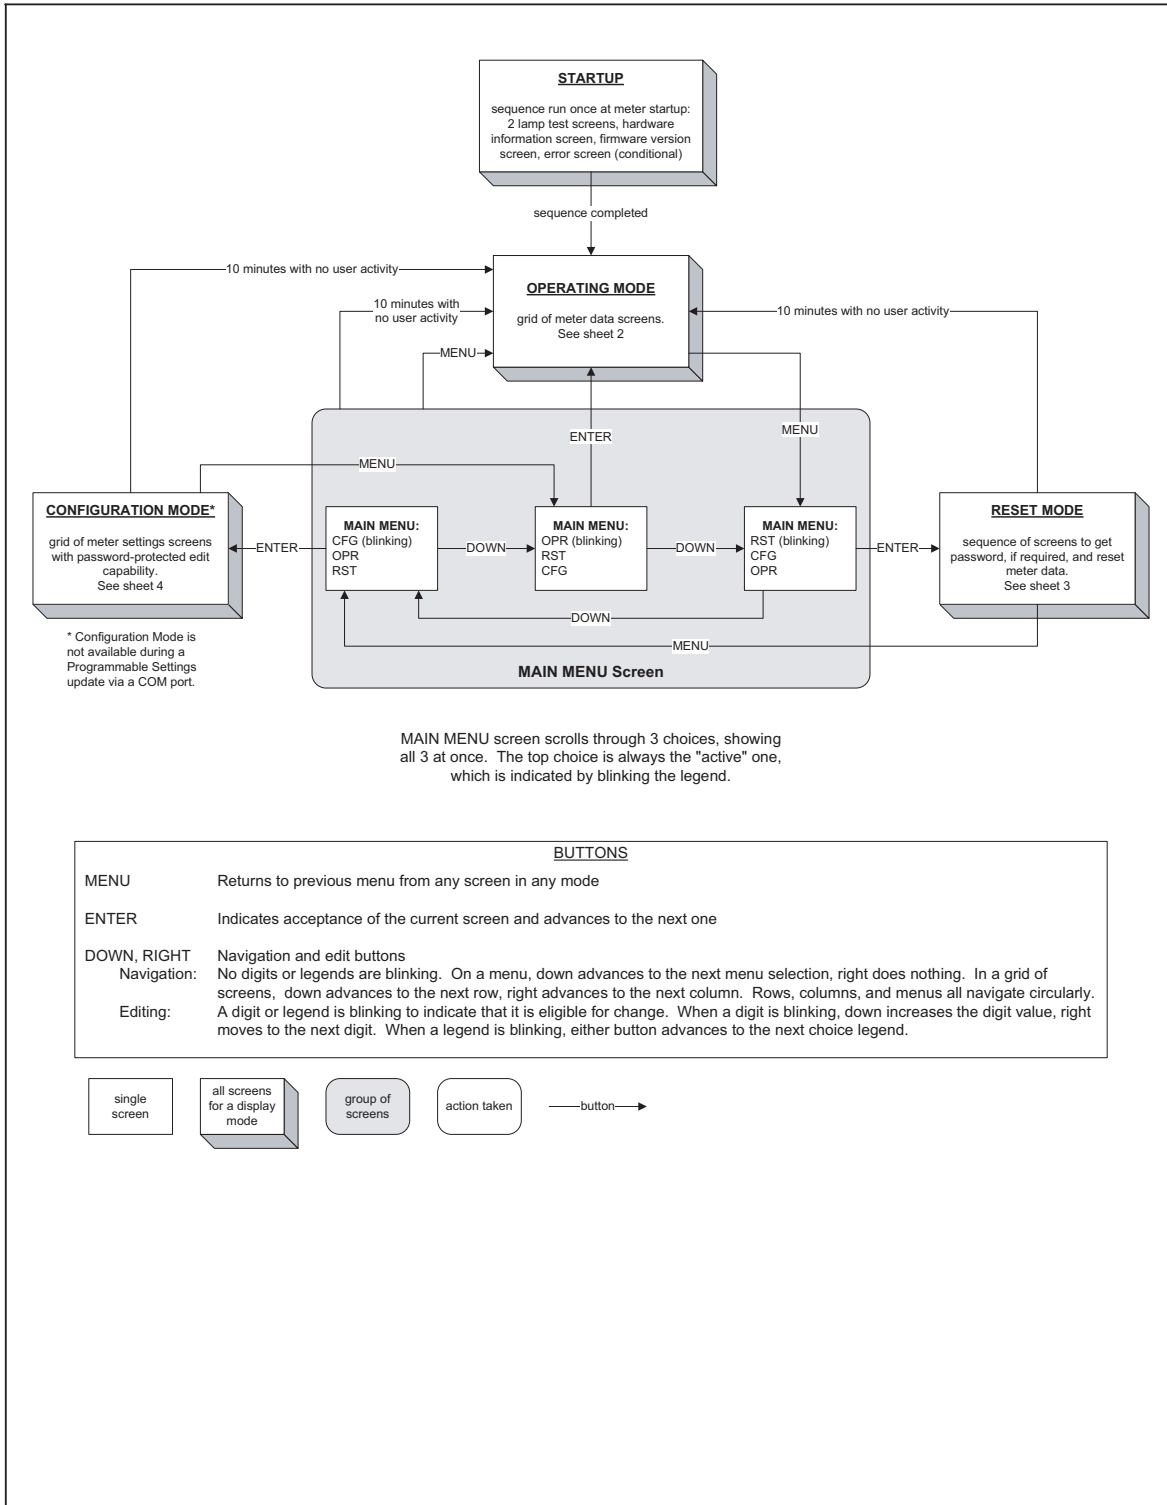 STARTUP
sequence run once at meter startup:
2 lamp test screens, hardware
information screen, firmware version
screen, error screen (conditional)
sequence completed
10 minutes with no user activity
OPERATING MODE
grid of meter data screens.
See sheet 2
10 minutes with
no user activity
10 minutes with no user activity
MENU
ENTER
MENU
MENU
CONFIGURATION MODE*
grid of meter settings screens
with password-protected edit
capability.
See sheet 4
ENTER
MAIN MENU:
CFG (blinking)
OPR
RST
DOWN
MAIN MENU:
OPR (blinking)
RST
CFG
DOWN
MAIN MENU:
RST (blinking)
CFG
OPR
ENTER
RESET MODE
sequence of screens to get
password, if required, and reset
meter data.
See sheet 3
DOWN
MENU
* Configuration Mode is
not available during a
Programmable Settings
update via a COM port.
MAIN MENU Screen
MAIN MENU screen scrolls through 3 choices, showing
all 3 at once. The top choice is always the "active" one,
which is indicated by blinking the legend.
BUTTONS
MENU Returns to previous menu from any screen in any mode
ENTER Indicates acceptance of the current screen and advances to the next one
DOWN, RIGHT Navigation and edit buttons
Navigation: No digits or legends are blinking. On a menu, down advances to the next menu selection, right does nothing. In a grid of
screens, down advances to the next row, right advances to the next column. Rows, columns, and menus all navigate circularly.
Editing: A digit or legend is blinking to indicate that it is eligible for change. When a digit is blinking, down increases the digit value, right
moves to the next digit. When a legend is blinking, either button advances to the next choice legend.
single
screen
all screens
for a display
mode
group of
screens
action taken
button